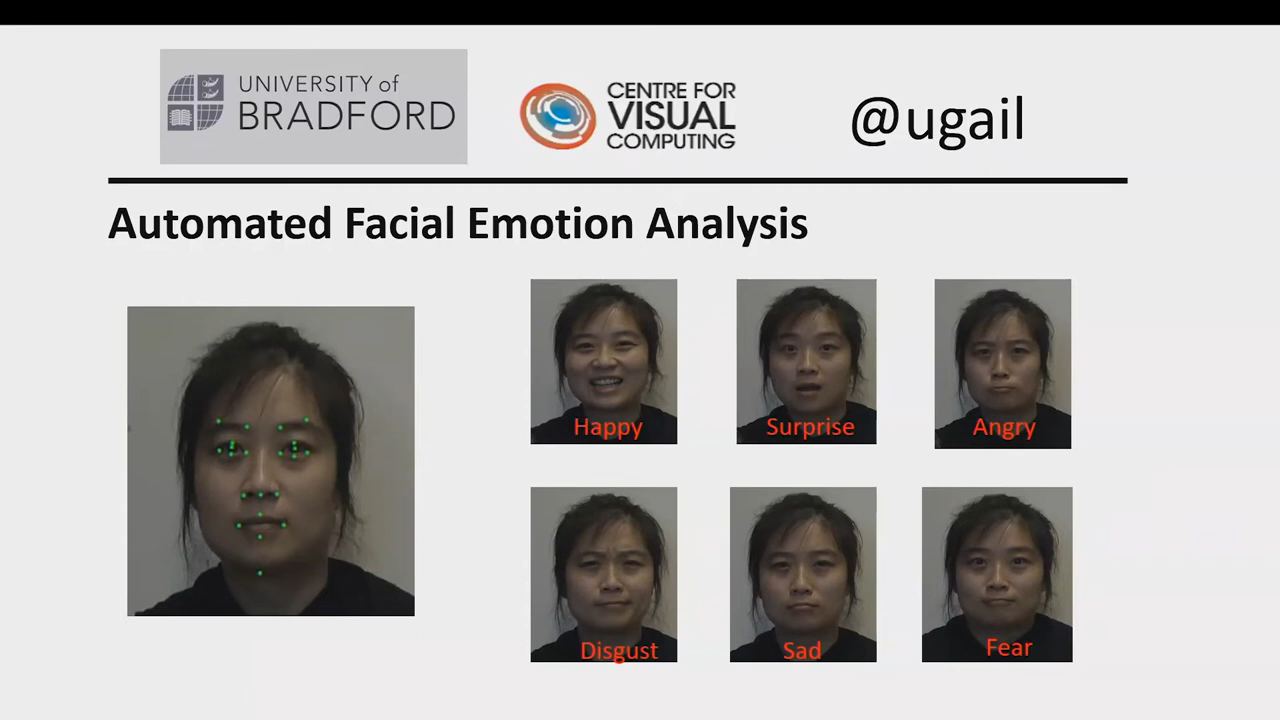 UNIVERSITY of
BRADFORD
CENTRE FOR
VISUAL
COMPUTING
@ugail
Automated Facial Emotion Analysis
Happy
Surprise
Angry
Disgust
Sad
Fear